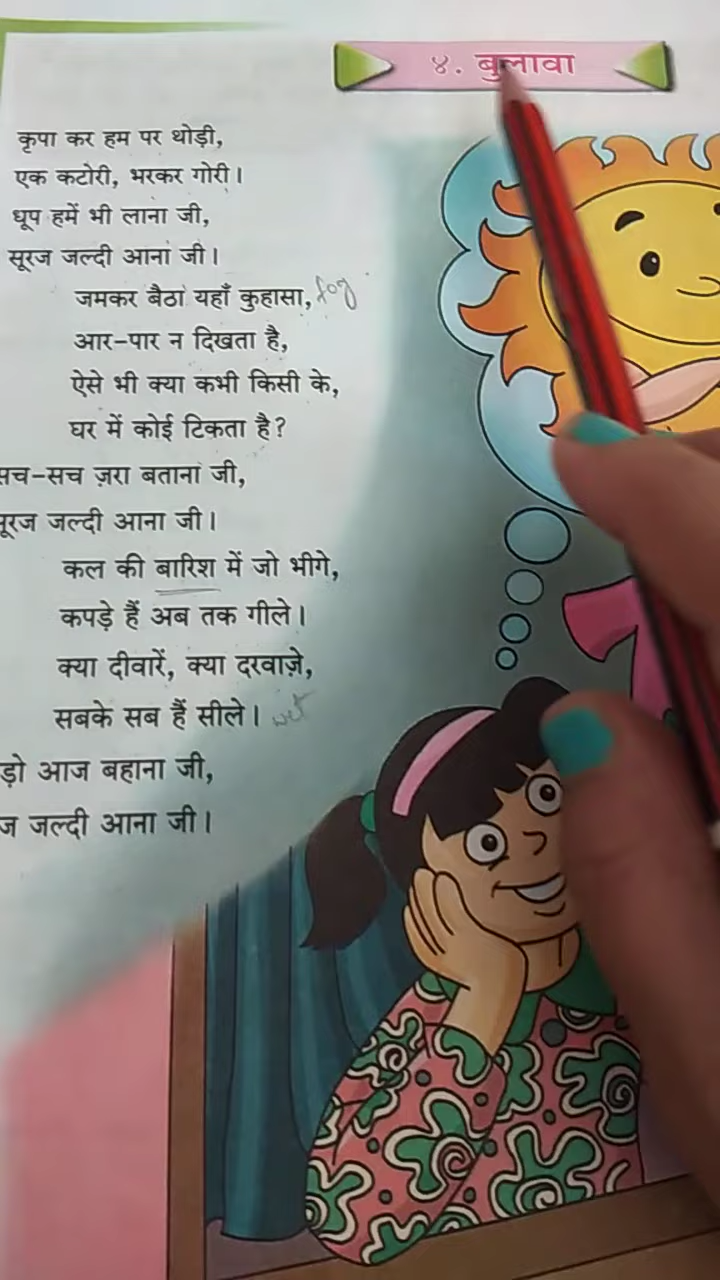 ४. बुलावा
कृपा कर हम पर थोड़ी,
एक कटोरी, भरकर गोरी।
धूप हमें भी लाना जी,
सूरज जल्दी आना जी।
जमकर बैठा यहाँ कुहासा, fog
आर-पार न दिखता है,
ऐसे भी क्या कभी किसी के,
घर में कोई टिकता है?
सच-सच ज़रा बताना जी,
सूरज जल्दी आना जी।
कल की बारिश में जो भीगे,
कपड़े हैं अब तक गीले।
क्या दीवारें, क्या दरवाज़े,
सबके सब हैं सीले। wet
ड़ो आज बहाना जी,
ज जल्दी आना जी।